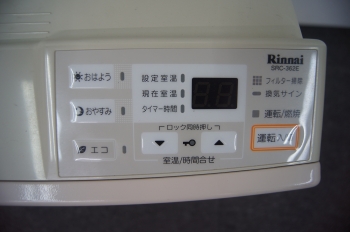 Rinnai
SRC-363E
おはよう
おやすみ
エコ
設定室温
現在室温
タイマー時間
88
フィルター掃除
換気サイン
運転/燃焼
ロック同時押し
室温/時間合せ
運転入/